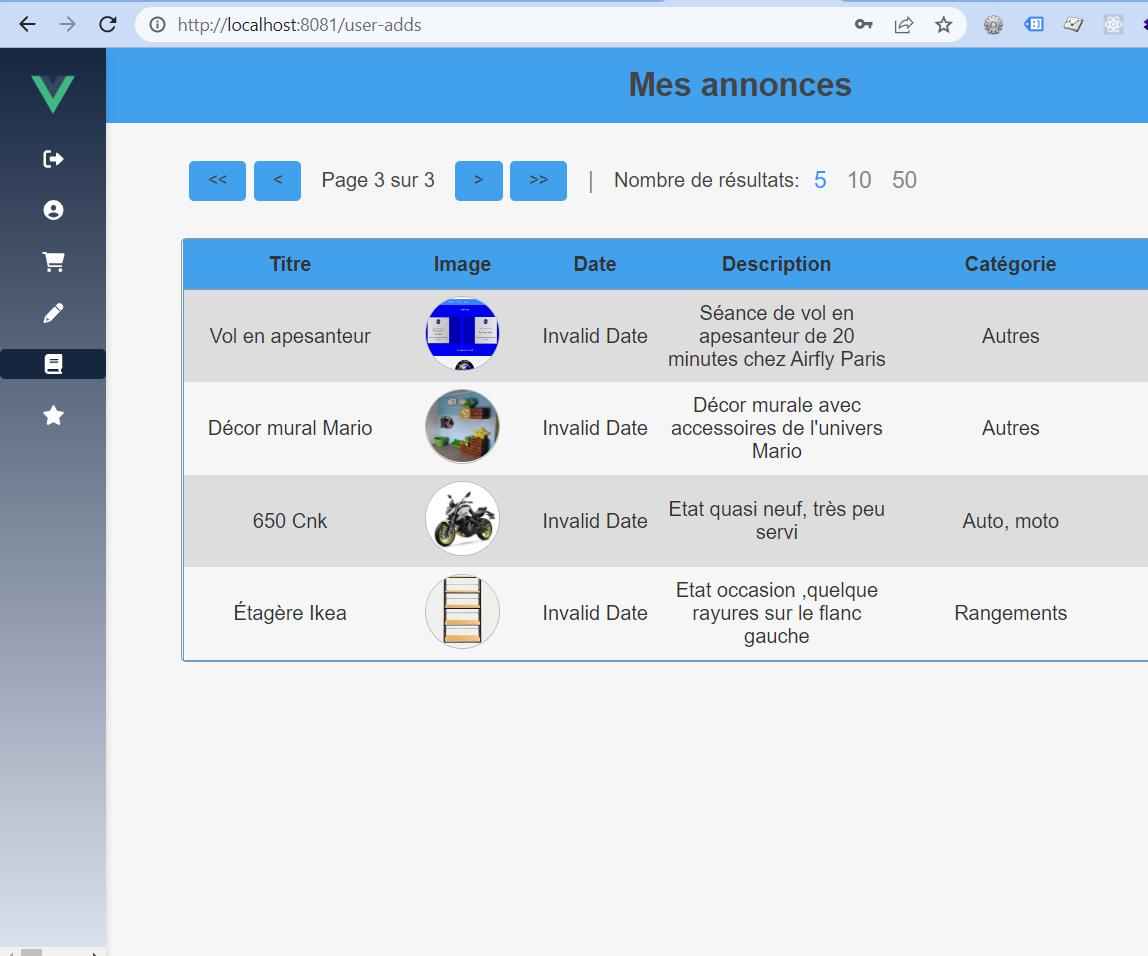 http://localhost:8081/user-adds
Mes annonces
<< < Page 3 sur 3 > >> | Nombre de résultats: 5 10 50
Titre Image Date Description Catégorie
Vol en apesanteur Invalid Date Séance de vol en
apesanteur de 20
minutes chez Airfly Paris
Autres
Décor mural Mario Invalid Date Décor murale avec
accessoires de l'univers
Mario
Autres
650 Cnk Invalid Date Etat quasi neuf, très peu
servi
Auto, moto
Étagère Ikea Invalid Date Etat occasion ,quelque
rayures sur le flanc
gauche
Rangements